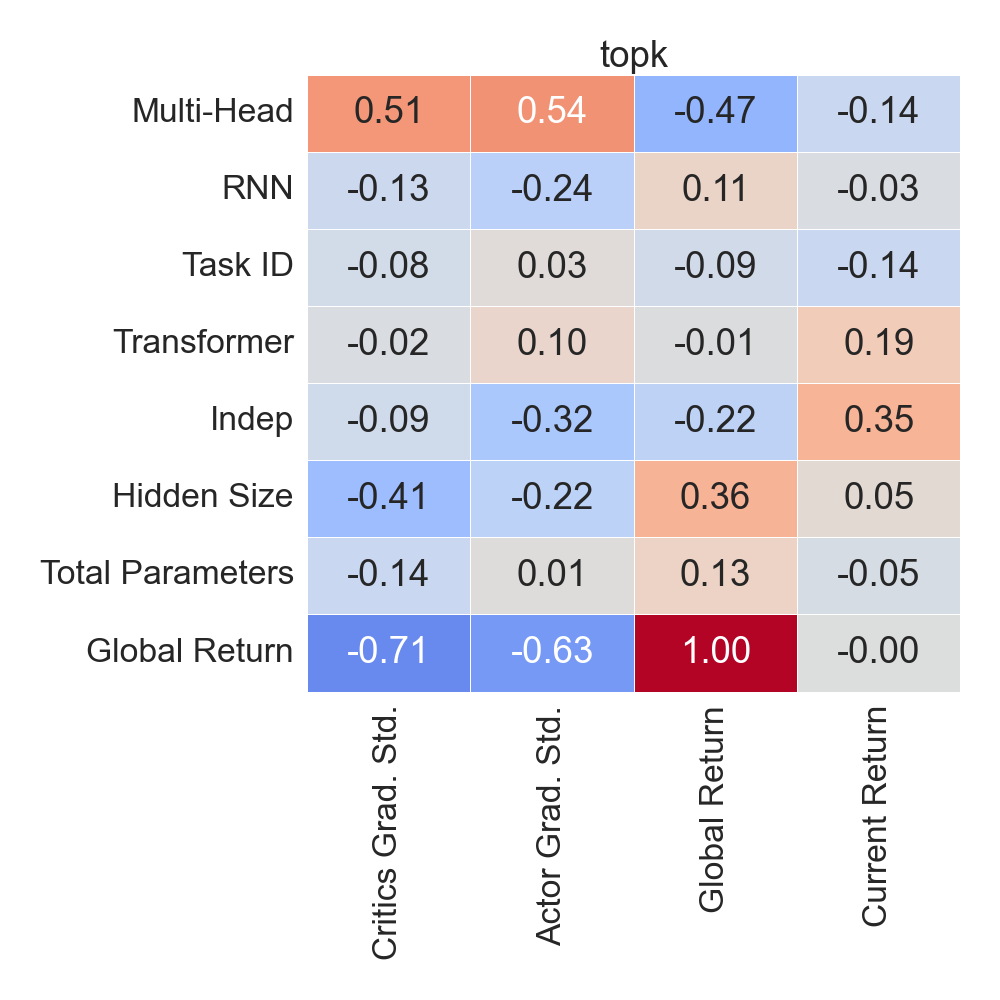 topk
Multi-Head 0.51 0.54 -0.47 -0.14
RNN -0.13 -0.24 0.11 -0.03
Task ID -0.08 0.03 -0.09 -0.14
Transformer -0.02 0.10 -0.01 0.19
Indep -0.09 -0.32 -0.22 0.35
Hidden Size -0.41 -0.22 0.36 0.05
Total Parameters -0.14 0.01 0.13 -0.05
Global Return -0.71 -0.63 1.00 -0.00
Critics Grad. Std.
Actor Grad. Std.
Global Return
Current Return